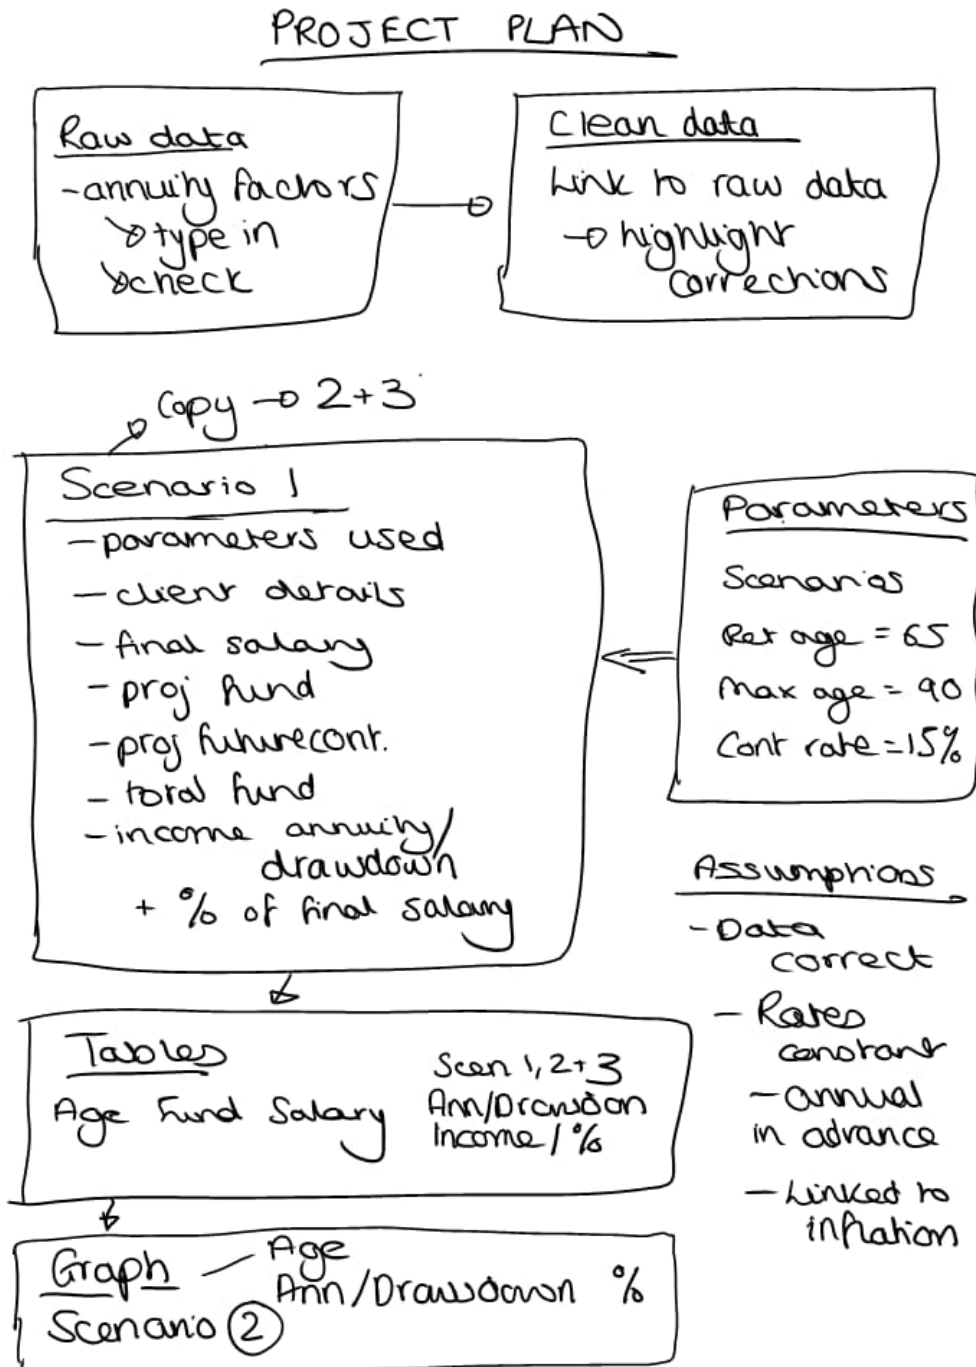 PROJECT PLAN
Raw data
- annuity factors
type in
check
Clean data
Link to raw data
highlight
corrections
Copy 2+3
Scenario 1
- parameters used
- client details
- final salary
- proj fund
- proj future cont.
- total fund
- income annuity/
drawdown
+ % of final salary
Parameters
Scenarios
Ret age = 65
Max age = 90
Cont rate = 15%
Assumptions
- Data
correct
- Rates
constant
- annual
in advance
- Linked to
inflation
Tables
Age Fund Salary
Scen 1, 2+3
Ann/Drawdon
Income / %
Graph
Scenario 2
Age
Ann/Drawdown %